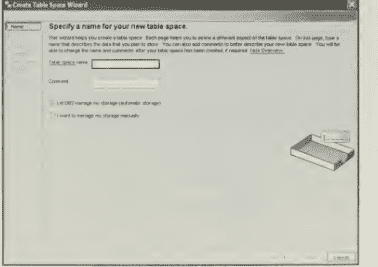 Create Table Space Wizard
Name
Specify a name for your new table space.
This wizard helps you create a table space. Each page helps you to define a different aspect of the table space. On this page, type a
name that describes the data that you plan to store. You can also add comments to better describe your new table space. You will be
able to change the name and comments after your table space has been created, if required. Task Overview
Table space name
Comment
Let DB2 manage my storage (automatic storage)
I want to manage my storage manually
Cancel